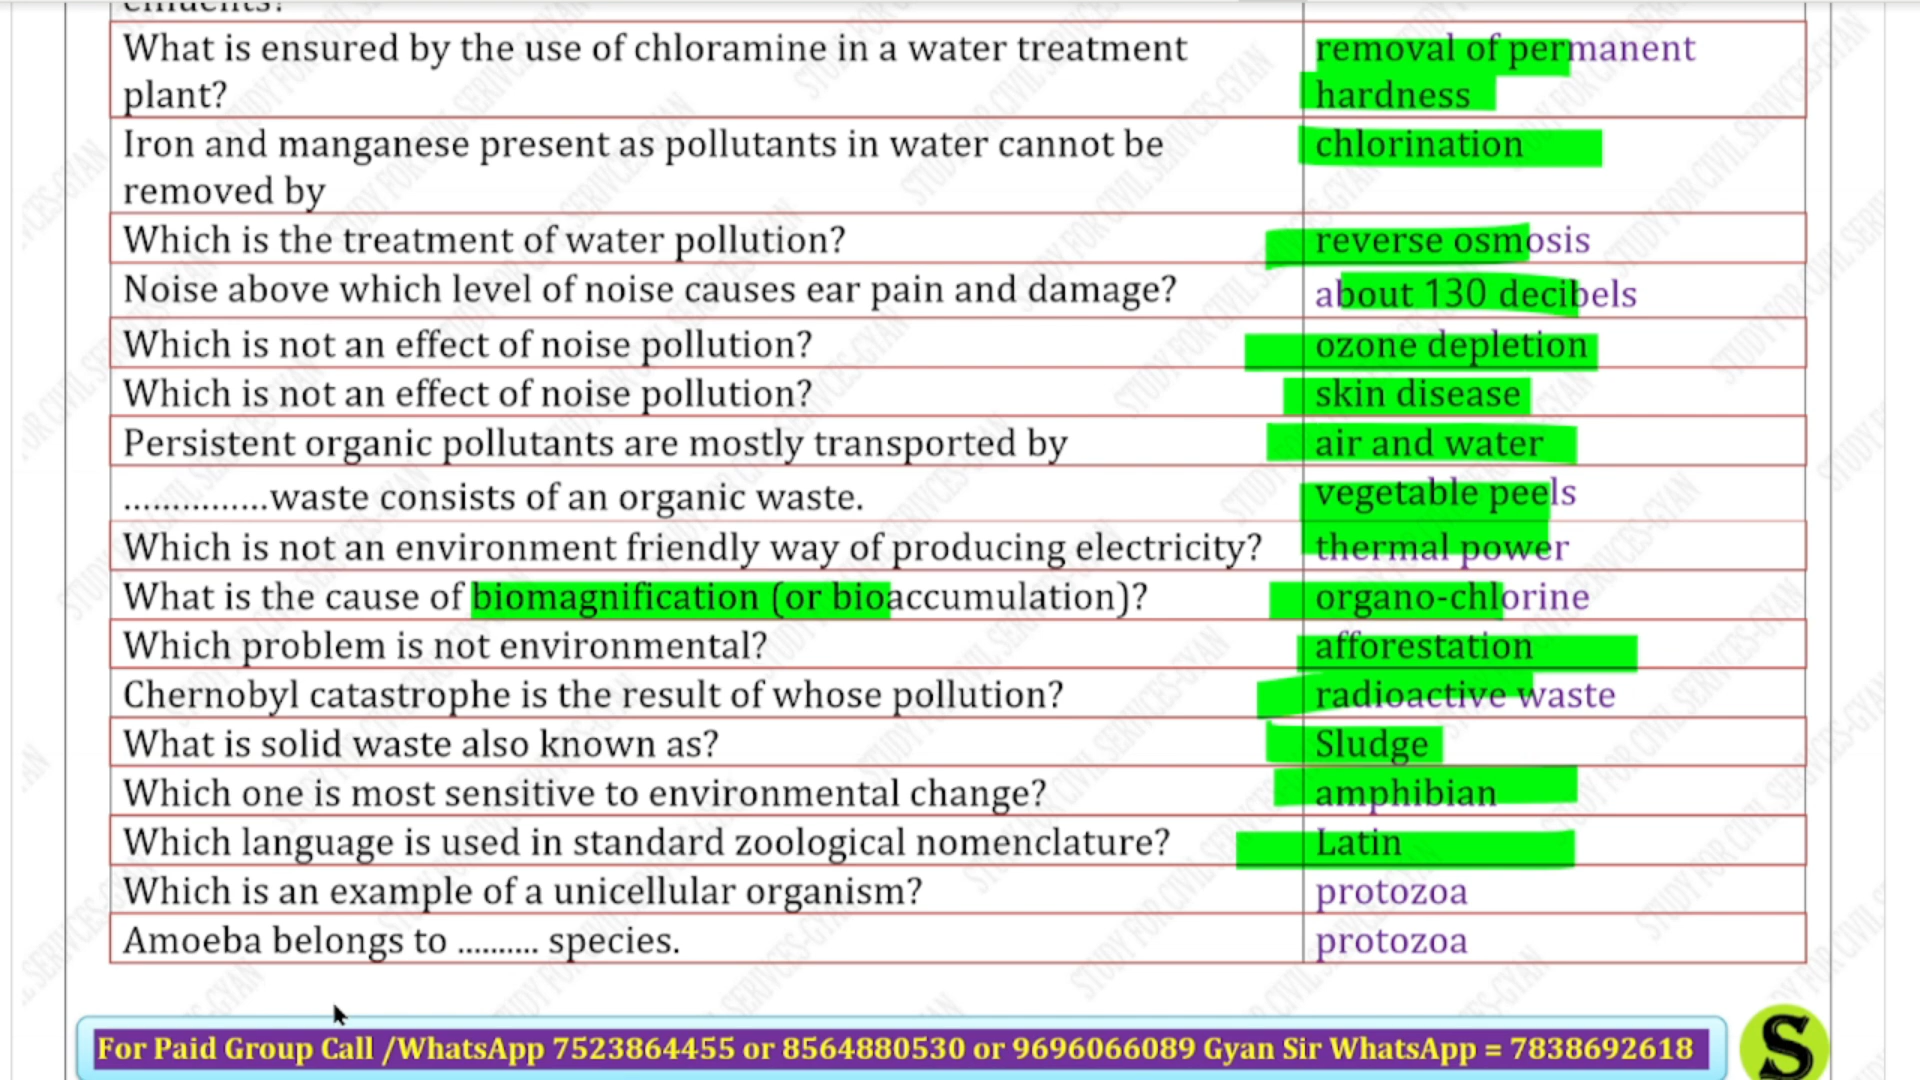 effluents?
What is ensured by the use of chloramine in a water treatment
plant?
removal of permanent
hardness
Iron and manganese present as pollutants in water cannot be
removed by
chlorination
Which is the treatment of water pollution?
reverse osmosis
Noise above which level of noise causes ear pain and damage?
about 130 decibels
Which is not an effect of noise pollution?
ozone depletion
Which is not an effect of noise pollution?
skin disease
Persistent organic pollutants are mostly transported by
air and water
...............waste consists of an organic waste.
vegetable peels
Which is not an environment friendly way of producing electricity?
thermal power
What is the cause of biomagnification (or bioaccumulation)?
organo-chlorine
Which problem is not environmental?
afforestation
Chernobyl catastrophe is the result of whose pollution?
radioactive waste
What is solid waste also known as?
Sludge
Which one is most sensitive to environmental change?
amphibian
Which language is used in standard zoological nomenclature?
Latin
Which is an example of a unicellular organism?
protozoa
Amoeba belongs to .......... species.
protozoa
For Paid Group Call /WhatsApp 7523864455 or 8564880530 or 9696066089 Gyan Sir WhatsApp = 7838692618
S
STUDY FOR CIVIL SERIVCES-GYAN